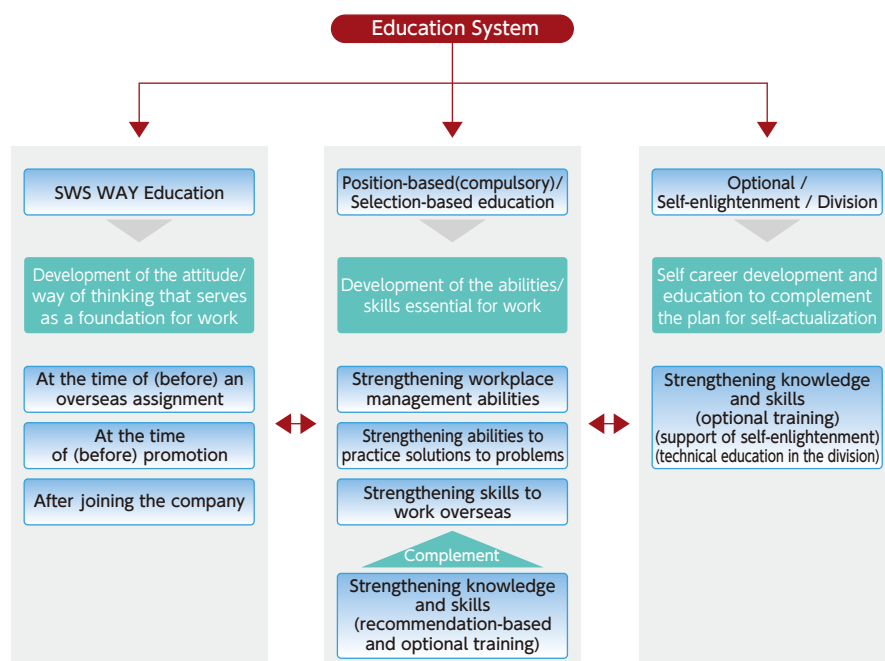 Education System
SWS WAY Education
Development of the attitude/
way of thinking that serves
as a foundation for work
At the time of (before) an
overseas assignment
At the time
of (before) promotion
After joining the company
Position-based(compulsory)/
Selection-based education
Development of the abilities/
skills essential for work
Strengthening workplace
management abilities
Strengthening abilities to
practice solutions to problems
Strengthening skills to
work overseas
Complement
Strengthening knowledge
and skills
(recommendation-based
and optional training)
Optional /
Self-enlightenment / Division
Self career development and
education to complement
the plan for self-actualization
Strengthening knowledge
and skills
(optional training)
(support of self-enlightenment)
(technical education in the division)